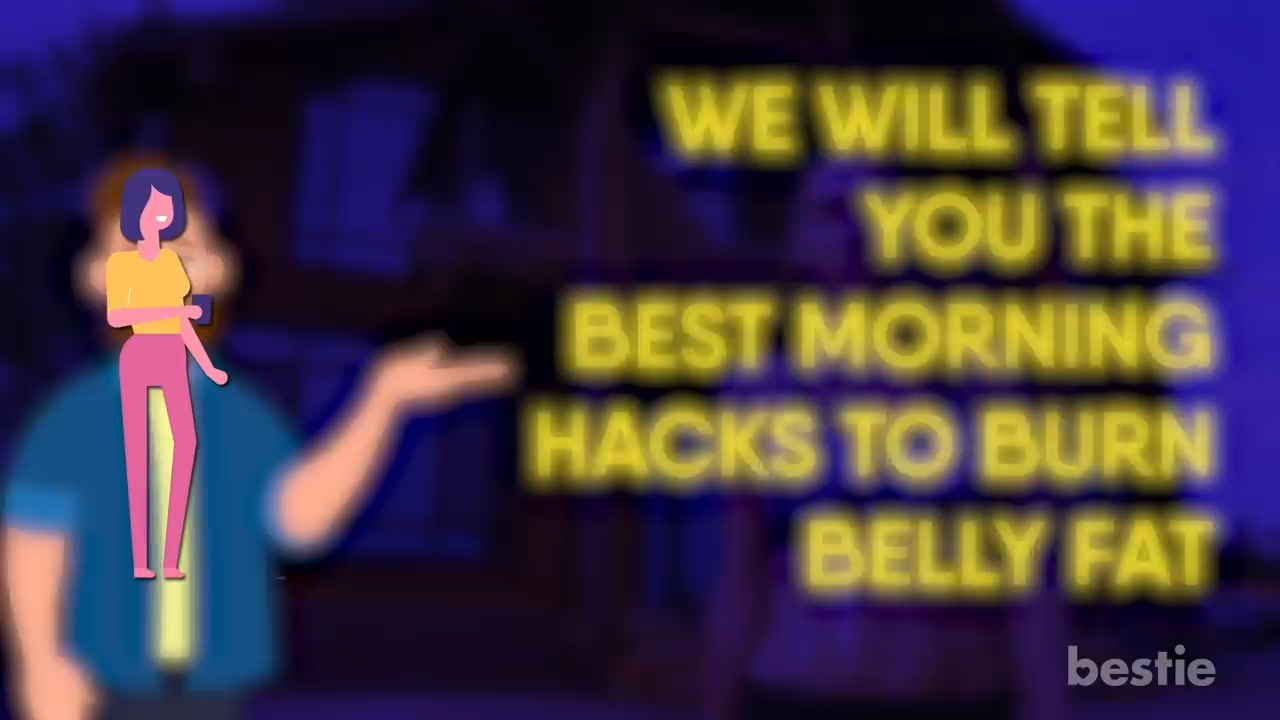 WE WILL TELL
YOU THE
BEST MORNING
HACKS TO BURN
BELLY FAT
bestie